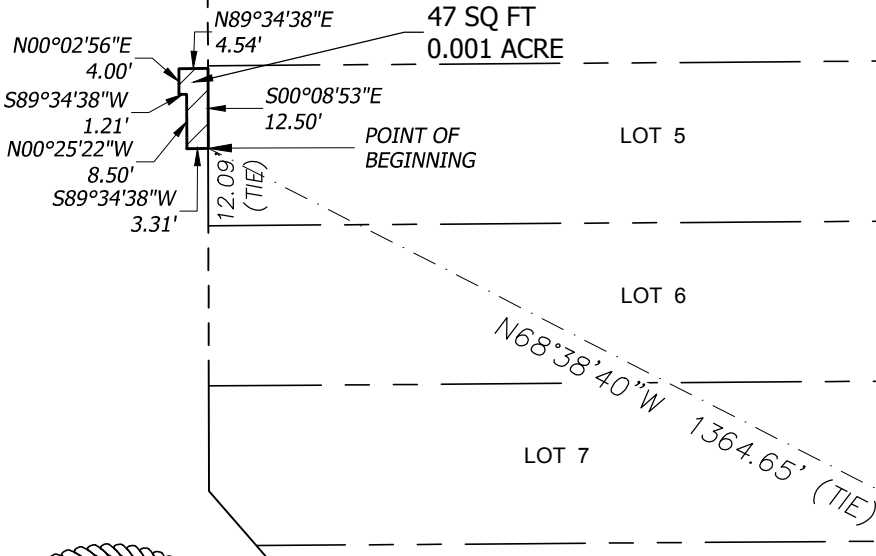 N89°34'38"E
4.54'
47 SQ FT
0.001 ACRE
N00°02'56"E
4.00'
S89°34'38"W
1.21'
S00°08'53"E
12.50'
N00°25'22"W
8.50'
S89°34'38"W
3.31'
POINT OF
BEGINNING
12.09'
(TIE)
LOT 5
LOT 6
N68°38'40"W 1364.65' (TIE)
LOT 7